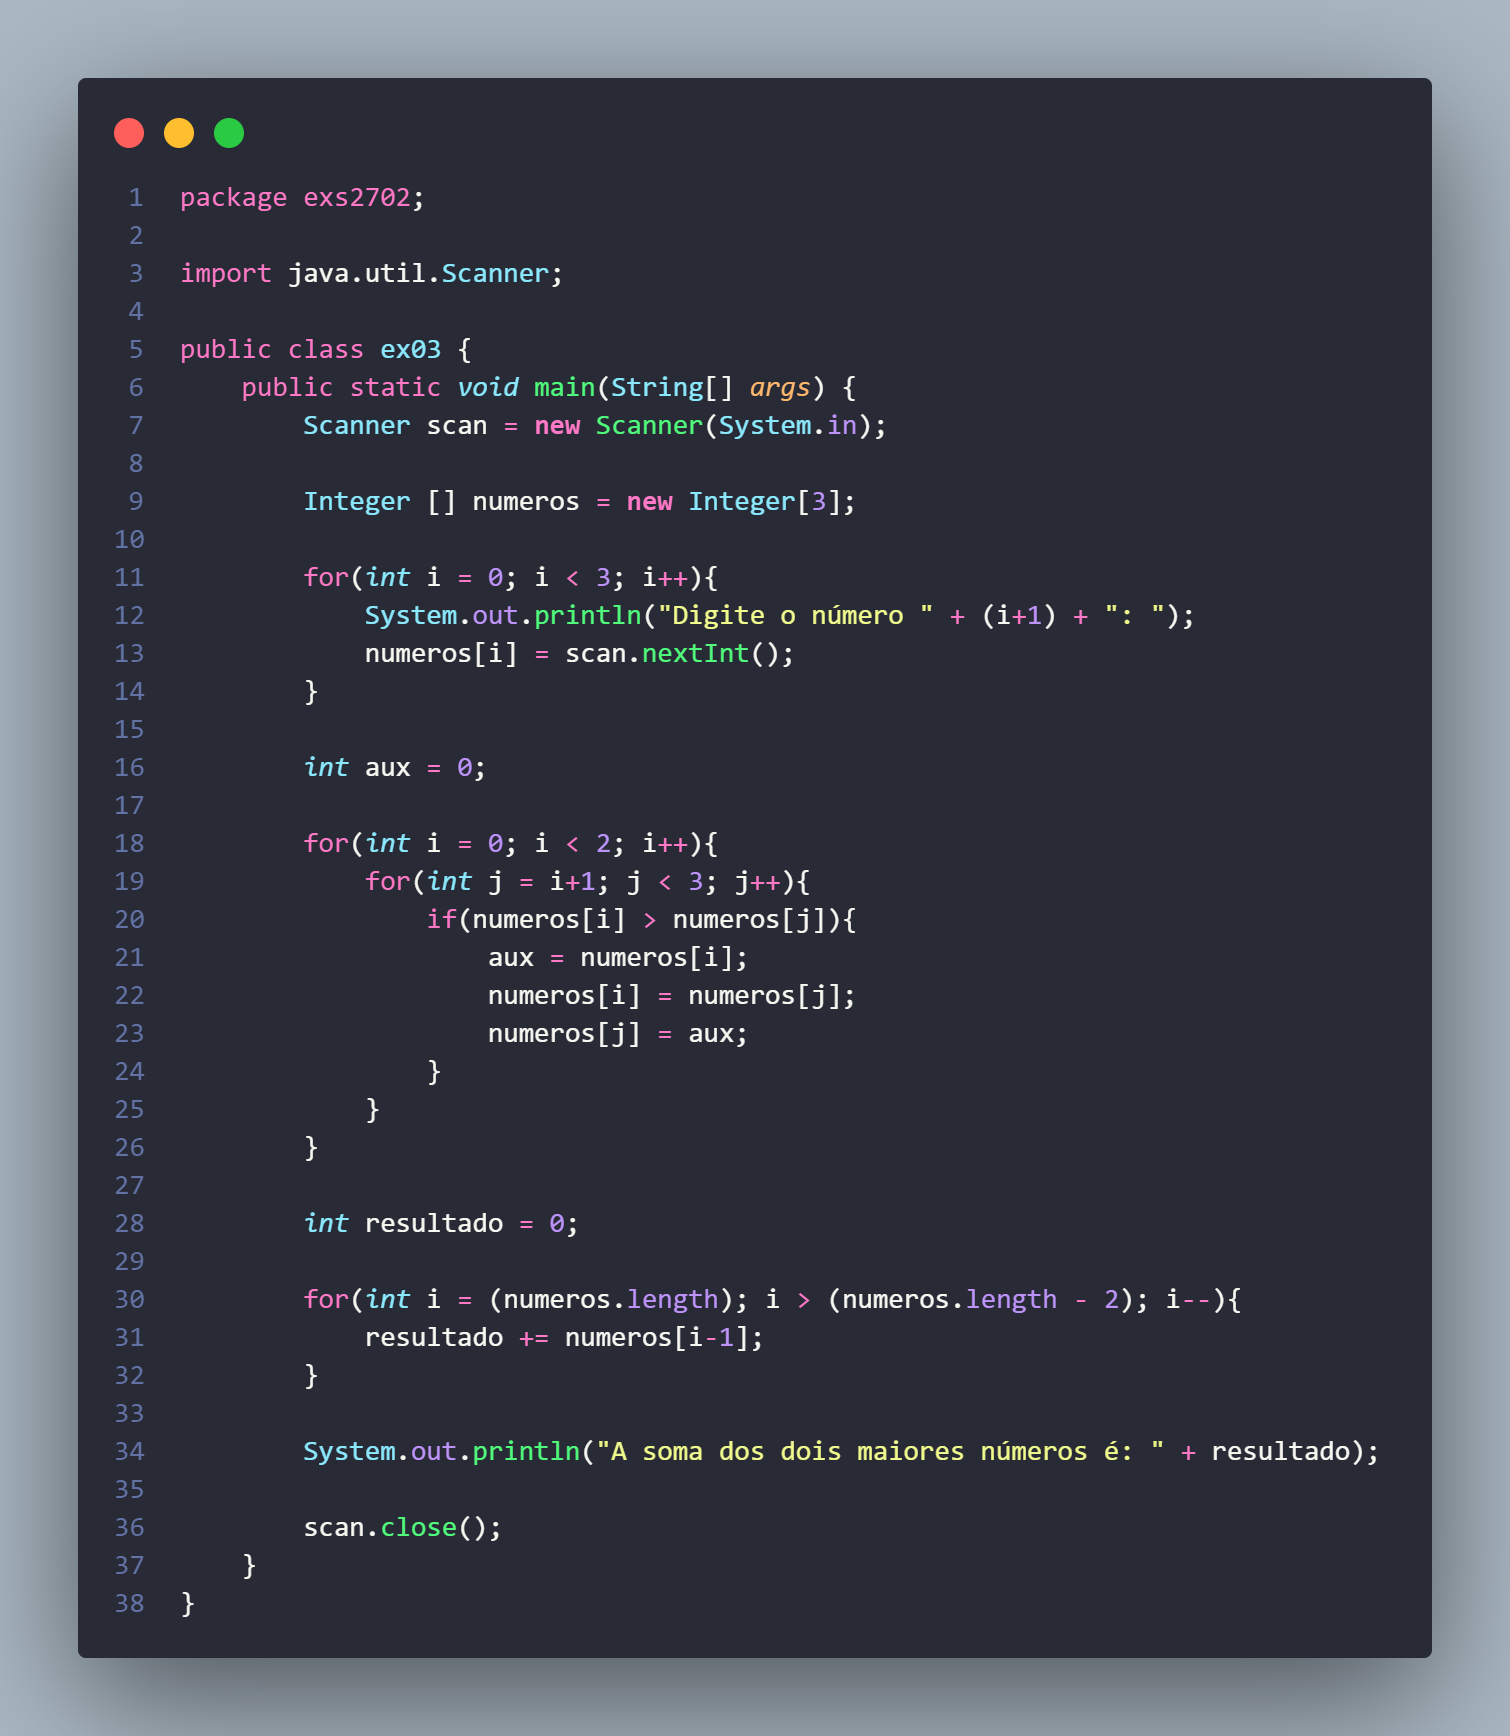 1 package exs2702;
2
3 import java.util.Scanner;
4
5 public class ex03 {
6     public static void main(String[] args) {
7         Scanner scan = new Scanner(System.in);
8
9         Integer [] numeros = new Integer[3];
10
11         for(int i = 0; i < 3; i++){
12             System.out.println("Digite o número " + (i+1) + ": ");
13             numeros[i] = scan.nextInt();
14         }
15
16         int aux = 0;
17
18         for(int i = 0; i < 2; i++){
19             for(int j = i+1; j < 3; j++){
20                 if(numeros[i] > numeros[j]){
21                     aux = numeros[i];
22                     numeros[i] = numeros[j];
23                     numeros[j] = aux;
24                 }
25             }
26         }
27
28         int resultado = 0;
29
30         for(int i = (numeros.length); i > (numeros.length - 2); i--){
31             resultado += numeros[i-1];
32         }
33
34         System.out.println("A soma dos dois maiores números é: " + resultado);
35
36         scan.close();
37     }
38 }